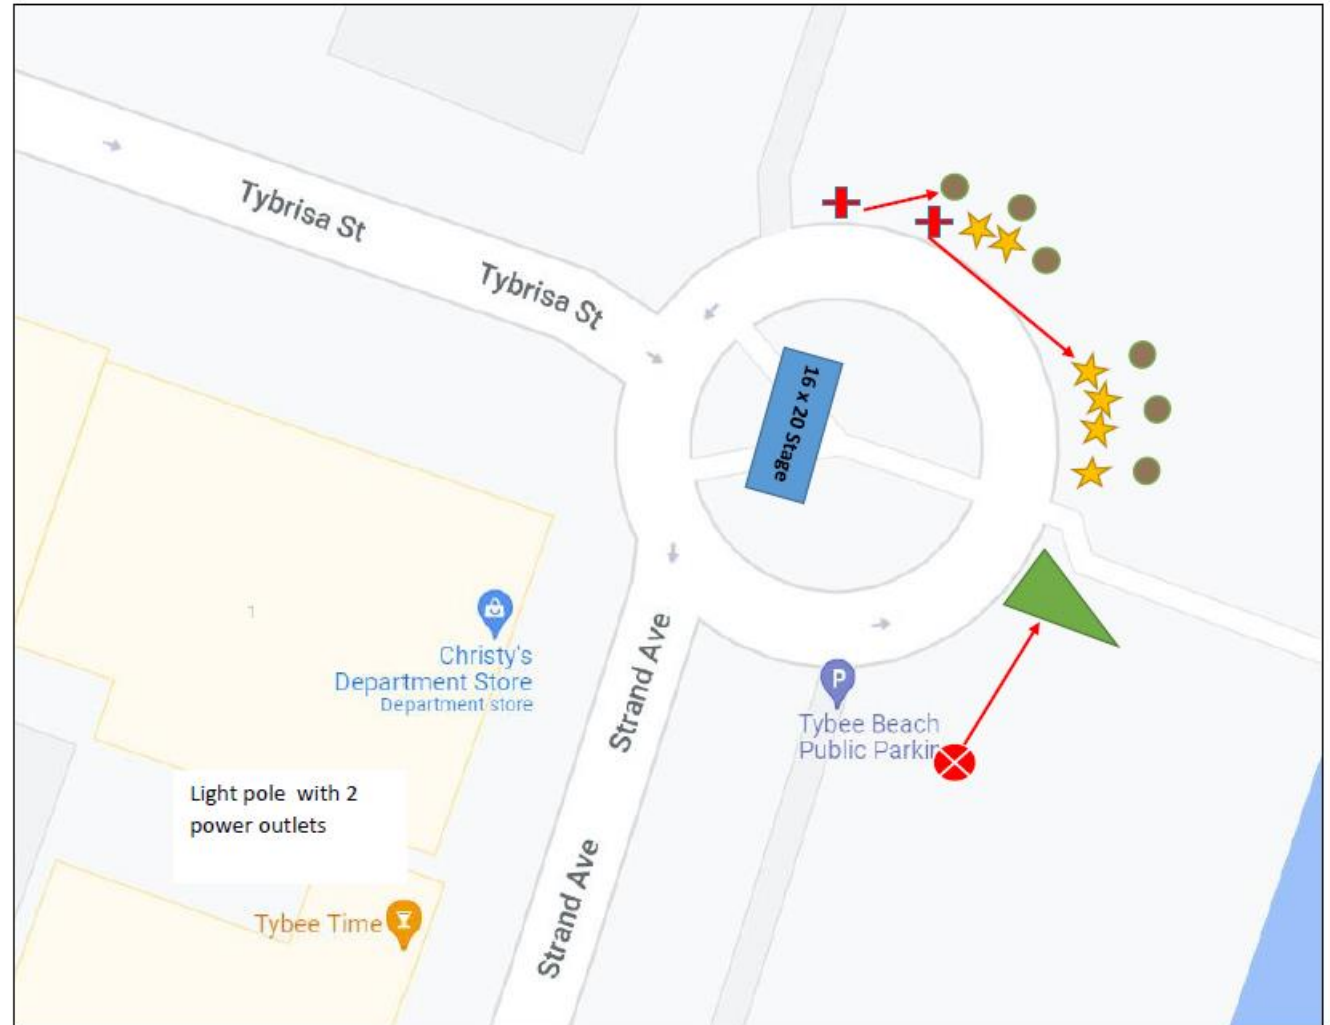 Tybrisa St
Tybrisa St
16 x 20 Stage
1
Christy's
Department Store
Department store
Strand Ave
P
Tybee Beach
Public Parkin
Light pole with 2
power outlets
Strand Ave
Tybee Time